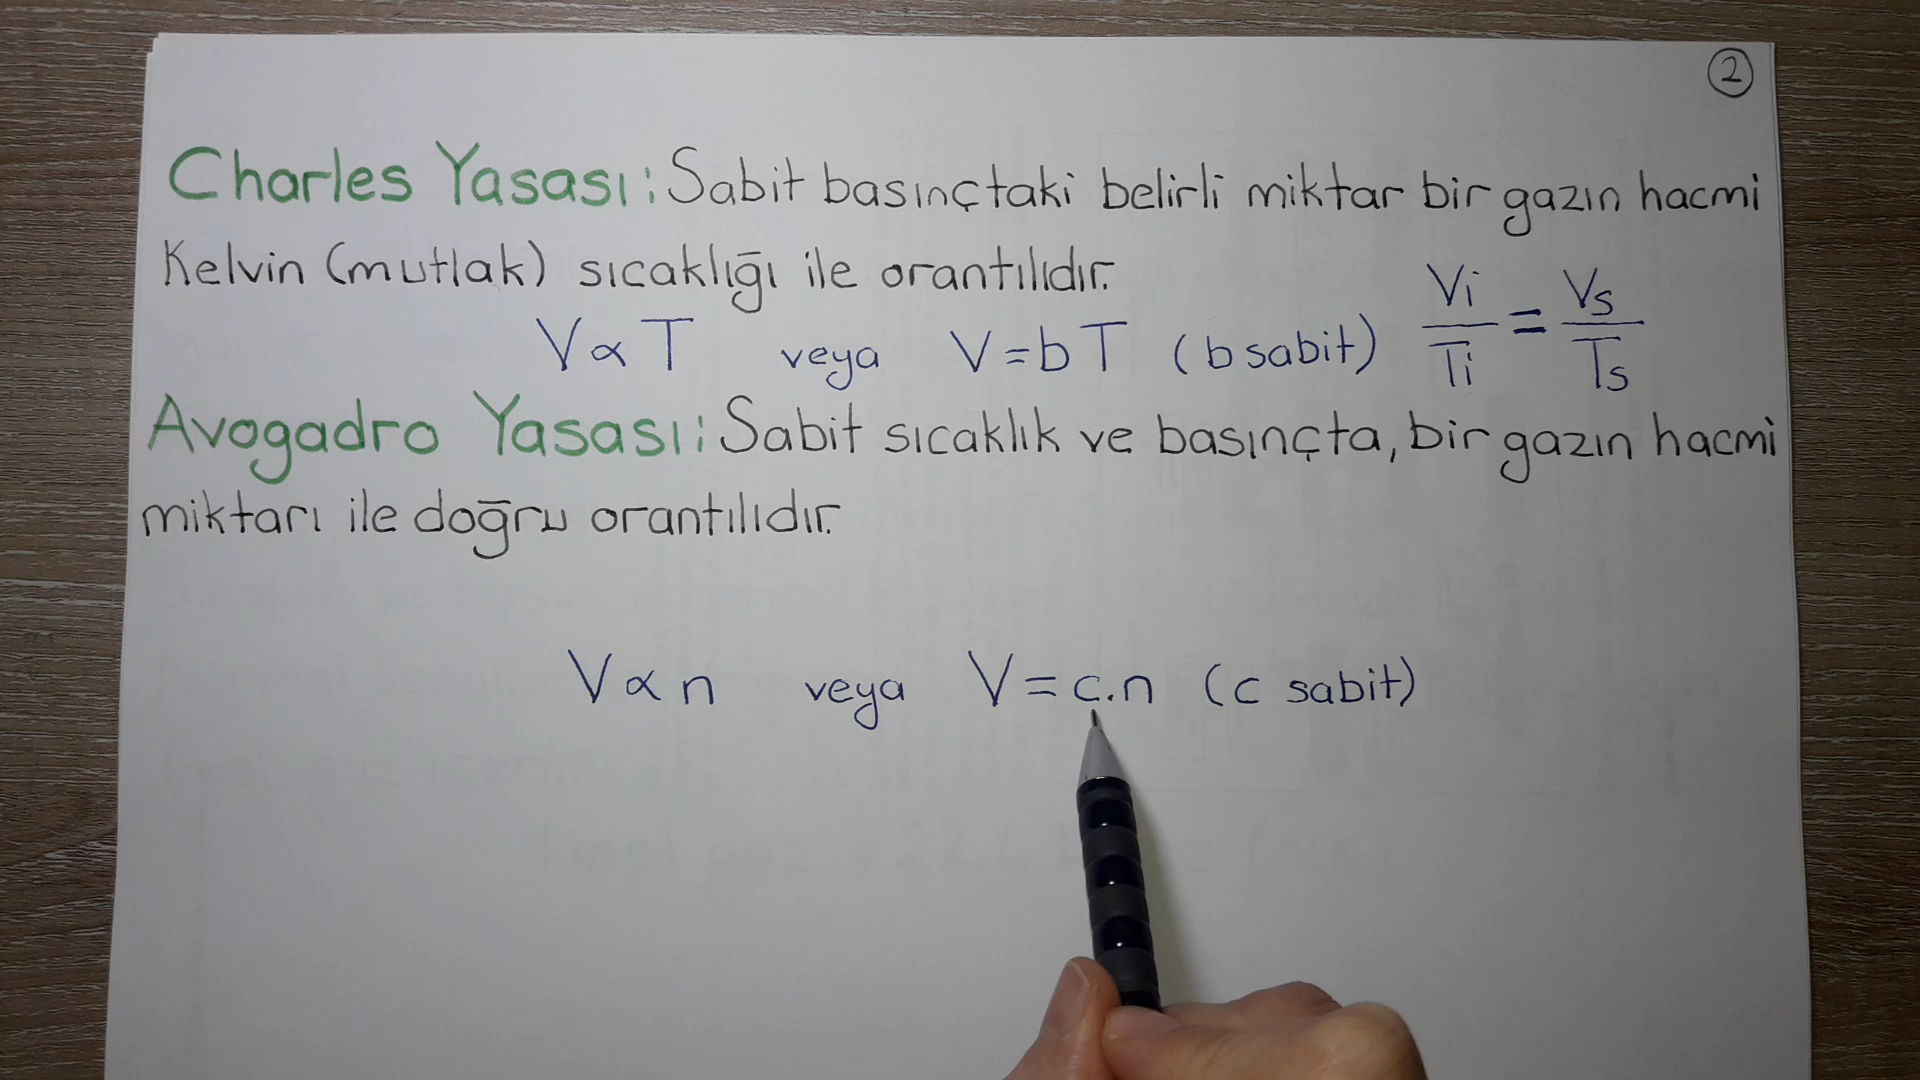 2
Charles Yasası: Sabit basınçtaki belirli miktar bir gazın hacmi
Kelvin (mutlak) sıcaklığı ile orantılıdır.
V ∝ T veya V = bT (b sabit) Vi/Ti = Vs/Ts
Avogadro Yasası: Sabit sıcaklık ve basınçta, bir gazın hacmi
miktarı ile doğru orantılıdır.
V ∝ n veya V = c.n (c sabit)